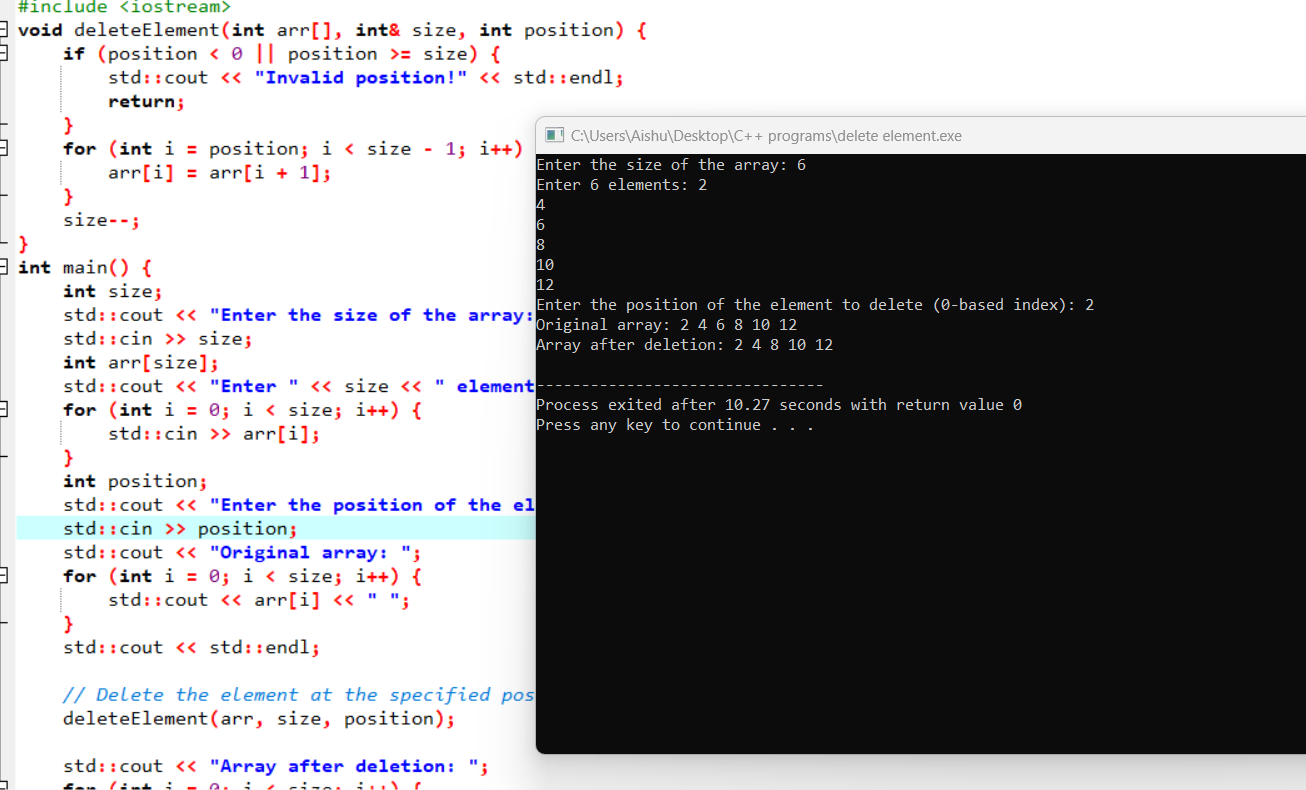 #include <iostream>
void deleteElement(int arr[], int& size, int position) {
if (position < 0 || position >= size) {
std::cout << "Invalid position!" << std::endl;
return;
}
for (int i = position; i < size - 1; i++)
arr[i] = arr[i + 1];
}
size--;
}
int main() {
int size;
std::cout << "Enter the size of the array:
std::cin >> size;
int arr[size];
std::cout << "Enter " << size << " element
for (int i = 0; i < size; i++) {
std::cin >> arr[i];
}
int position;
std::cout << "Enter the position of the el
std::cin >> position;
std::cout << "Original array: ";
for (int i = 0; i < size; i++) {
std::cout << arr[i] << " ";
}
std::cout << std::endl;
// Delete the element at the specified pos
deleteElement(arr, size, position);
std::cout << "Array after deletion: ";
for (int i = 0; i < size; i++) {
C:\Users\Aishu\Desktop\C++ programs\delete element.exe
Enter the size of the array: 6
Enter 6 elements: 2
4
6
8
10
12
Enter the position of the element to delete (0-based index): 2
Original array: 2 4 6 8 10 12
Array after deletion: 2 4 8 10 12
--------------------------------
Process exited after 10.27 seconds with return value 0
Press any key to continue . . .